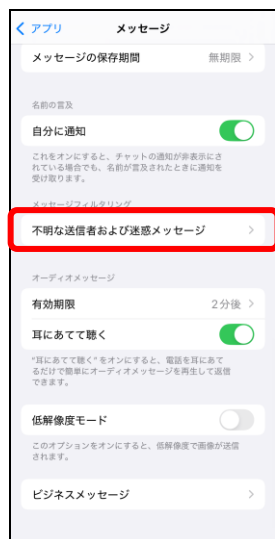 アプリ メッセージ
メッセージの保存期間 無期限
名前の言及
自分に通知
これをオンにすると、チャットの通知が非表示にさ
れている場合でも、名前が言及されたときに通知を
受け取ります。
メッセージフィルタリング
不明な送信者および迷惑メッセージ
オーディオメッセージ
有効期限 2分後
耳にあてて聴く
“耳にあてて聴く”をオンにすると、電話を耳にあて
るだけで簡単にオーディオメッセージを再生して返信
できます。
低解像度モード
このオプションをオンにすると、低解像度で画像が送信
されます。
ビジネスメッセージ